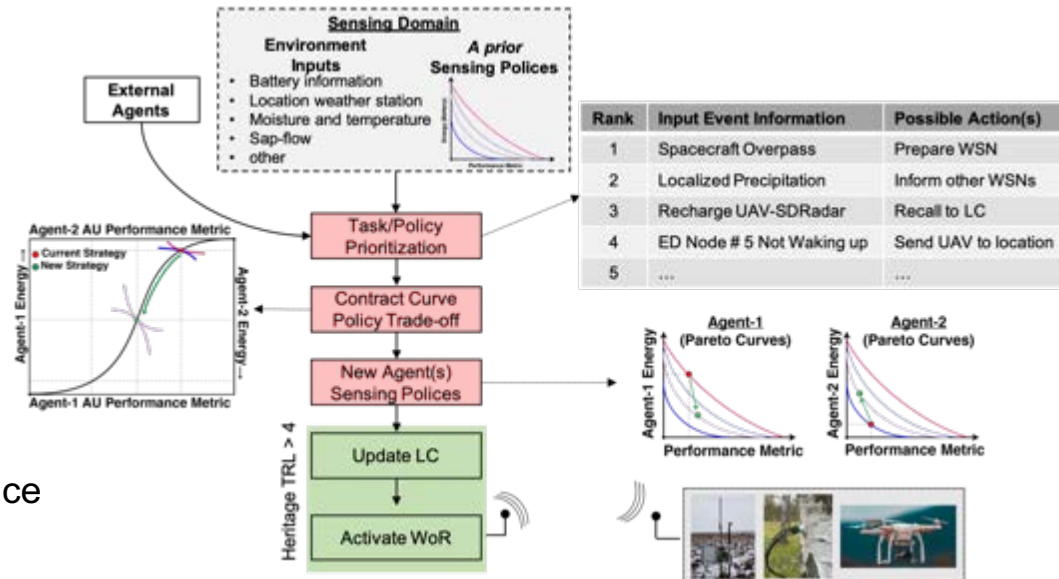 Sensing Domain
Environment
Inputs
• Battery information
• Location weather station
• Moisture and temperature
• Sap-flow
• other
A prior
Sensing Polices
Performance Metric
External
Agents
Rank Input Event Information Possible Action(s)
1 Spacecraft Overpass Prepare WSN
2 Localized Precipitation Inform other WSNs
3 Recharge UAV-SDRadar Recall to LC
4 ED Node # 5 Not Waking up Send UAV to location
5 ... ...
Task/Policy
Prioritization
Agent-2 AU Performance Metric
Current Strategy
New Strategy
Agent-1 Energy →
Agent-2 Energy →
Agent-1 AU Performance Metric
Contract Curve
Policy Trade-off
New Agent(s)
Sensing Polices
Agent-1
(Pareto Curves)
Agent-1 Energy
Performance Metric
Agent-2
(Pareto Curves)
Agent-2 Energy
Performance Metric
Heritage TRL > 4
Update LC
Activate WoR
ce